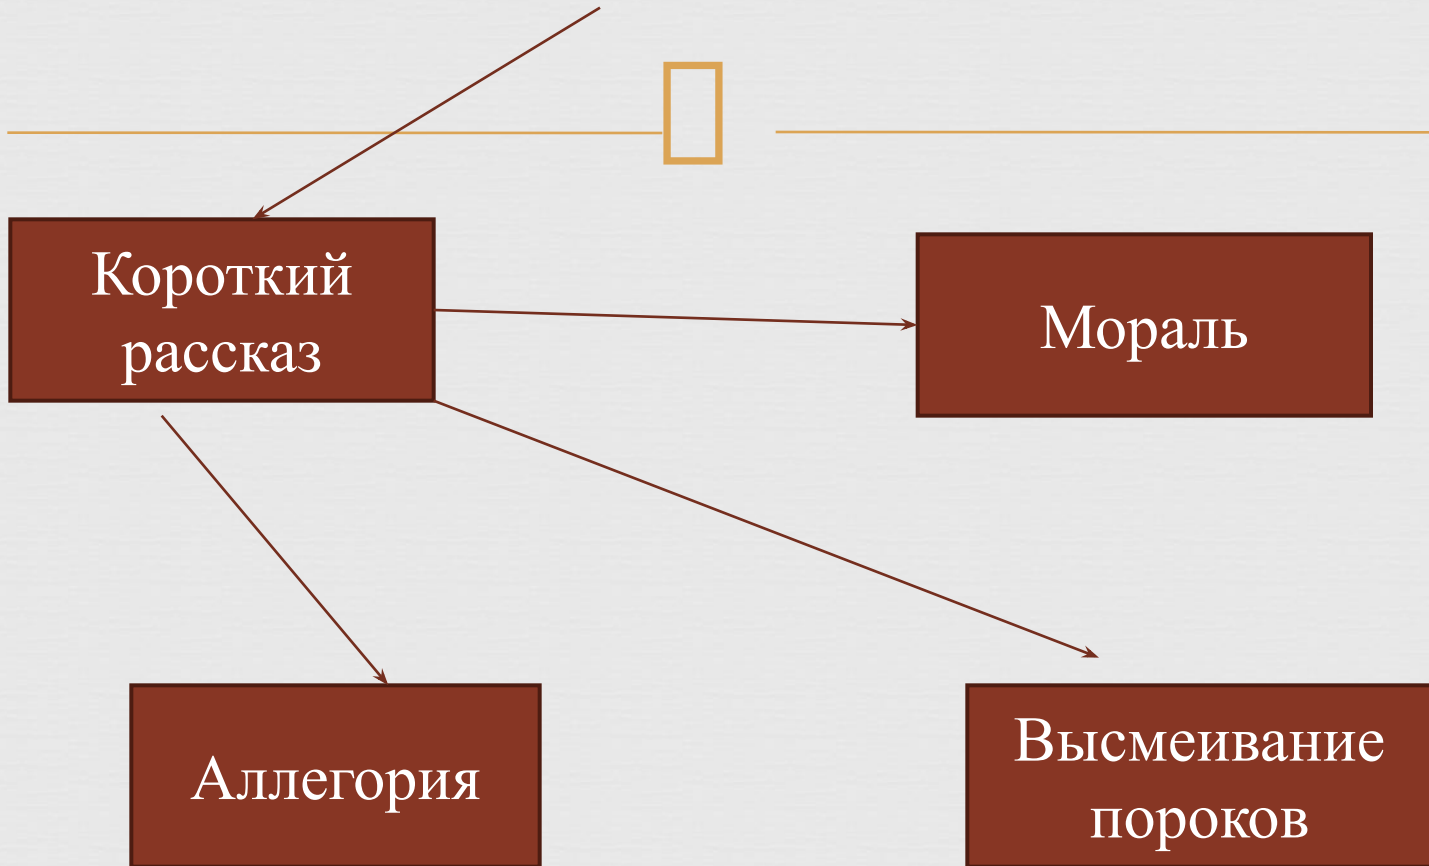 Короткий
рассказ
Мораль
Аллегория
Высмеивание
пороков